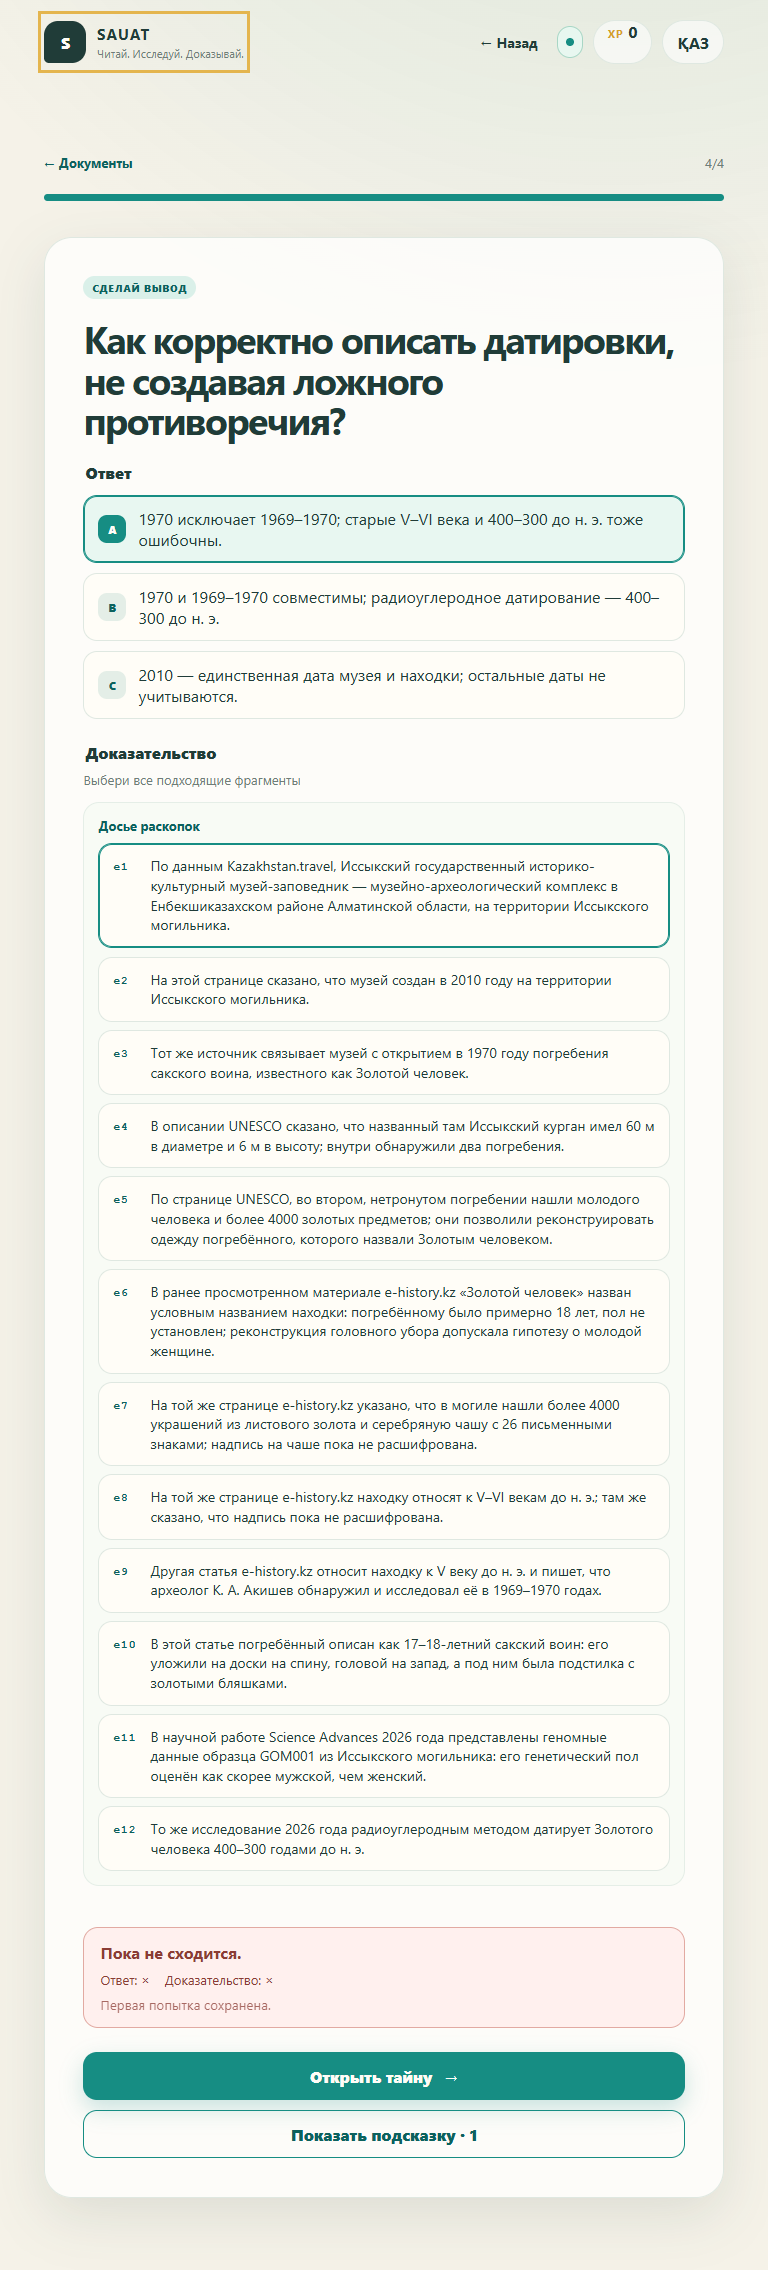 S
SAUAT
Читай. Исследуй. Доказывай.
← Назад
XP 0
ҚАЗ
← Документы
4/4
СДЕЛАЙ ВЫВОД
Как корректно описать датировки,
не создавая ложного
противоречия?
Ответ
A
1970 исключает 1969–1970; старые V–VI века и 400–300 до н. э. тоже
ошибочны.
B
1970 и 1969–1970 совместимы; радиоуглеродное датирование — 400–
300 до н. э.
C
2010 — единственная дата музея и находки; остальные даты не
учитываются.
Доказательство
Выбери все подходящие фрагменты
Досье раскопок
e1
По данным Kazakhstan.travel, Иссыкский государственный историко-
культурный музей-заповедник — музейно-археологический комплекс в
Енбекшиказахском районе Алматинской области, на территории Иссыкского
могильника.
e2
На этой странице сказано, что музей создан в 2010 году на территории
Иссыкского могильника.
e3
Тот же источник связывает музей с открытием в 1970 году погребения
сакского воина, известного как Золотой человек.
e4
В описании UNESCO сказано, что названный там Иссыкский курган имел 60 м
в диаметре и 6 м в высоту; внутри обнаружили два погребения.
e5
По странице UNESCO, во втором, нетронутом погребении нашли молодого
человека и более 4000 золотых предметов; они позволили реконструировать
одежду погребённого, которого назвали Золотым человеком.
e6
В ранее просмотренном материале e-history.kz «Золотой человек» назван
условным названием находки: погребённому было примерно 18 лет, пол не
установлен; реконструкция головного убора допускала гипотезу о молодой
женщине.
e7
На той же странице e-history.kz указано, что в могиле нашли более 4000
украшений из листового золота и серебряную чашу с 26 письменными
знаками; надпись на чаше пока не расшифрована.
e8
На той же странице e-history.kz находку относят к V–VI векам до н. э.; там же
сказано, что надпись пока не расшифрована.
e9
Другая статья e-history.kz относит находку к V веку до н. э. и пишет, что
археолог К. А. Акишев обнаружил и исследовал её в 1969–1970 годах.
e10
В этой статье погребённый описан как 17–18-летний сакский воин: его
уложили на доски на спину, головой на запад, а под ним была подстилка с
золотыми бляшками.
e11
В научной работе Science Advances 2026 года представлены геномные
данные образца GOM001 из Иссыкского могильника: его генетический пол
оценён как скорее мужской, чем женский.
e12
То же исследование 2026 года радиоуглеродным методом датирует Золотого
человека 400–300 годами до н. э.
Пока не сходится.
Ответ: × Доказательство: ×
Первая попытка сохранена.
Открыть тайну →
Показать подсказку · 1